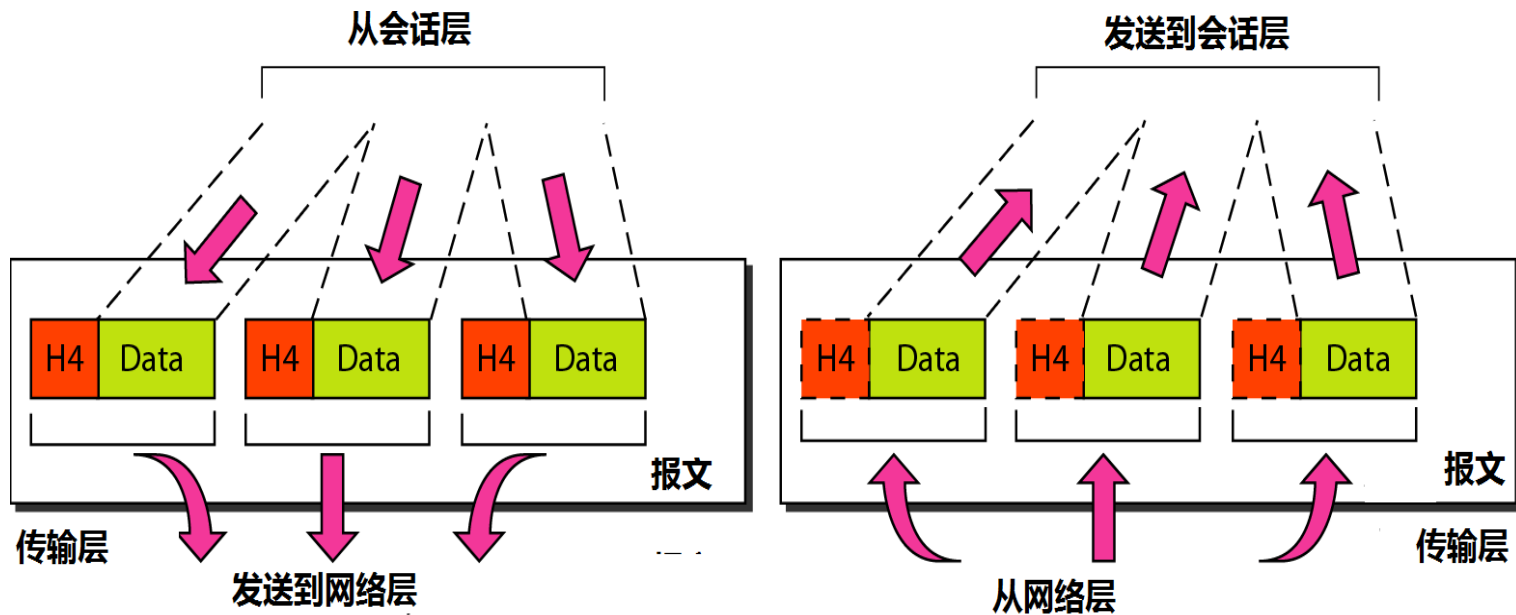 从会话层
发送到会话层
H4 Data H4 Data H4 Data
H4 Data H4 Data H4 Data
报文
报文
传输层
传输层
发送到网络层
从网络层